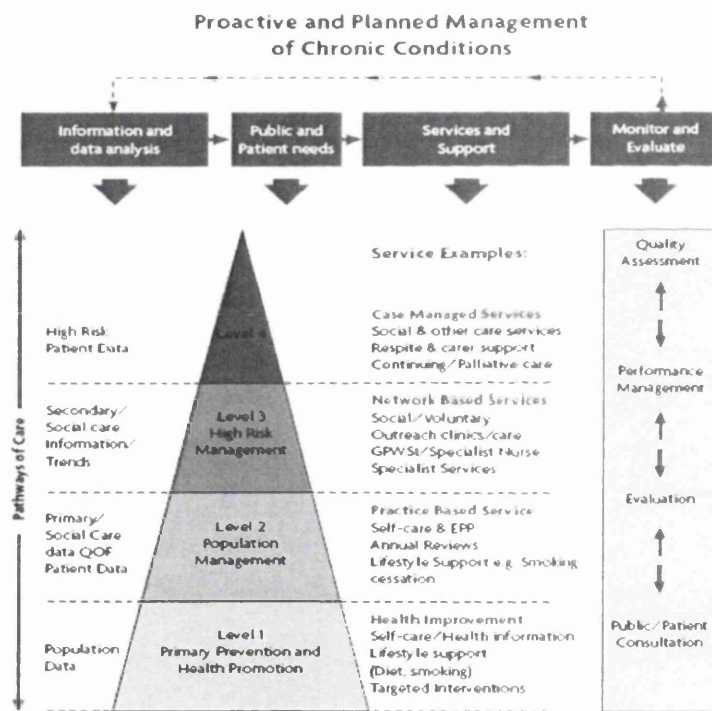 Proactive and Planned Management
of Chronic Conditions
Information and
data analysis
Public and
Patient needs
Services and
Support
Monitor and
Evaluate
Pathways of Care
High Risk
Patient Data
Level 4
Service Examples:
Case Managed Services
Social & other care services
Respite & carer support
Continuing/Palliative care
Secondary/
Social care
Information/
Trends
Level 3
High Risk
Management
Network Based Services
Social/Voluntary
Outreach clinics/care
GPWSI/Specialist Nurse
Specialist Services
Primary/
Social Care
data QOF
Patient Data
Level 2
Population
Management
Practice Based Service
Self-care & EPP
Annual Reviews
Lifestyle Support e.g. Smoking
cessation
Population
Data
Level 1
Primary Prevention and
Health Promotion
Health Improvement
Self-care/Health information
Lifestyle support
(Diet, smoking)
Targeted Interventions
Quality
Assessment
Performance
Management
Evaluation
Public/Patient
Consultation